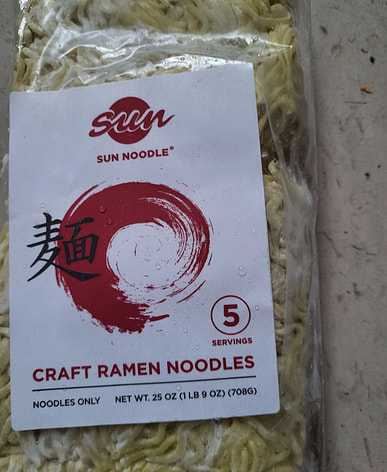 sun
SUN NOODLE®
麺
5
SERVINGS
CRAFT RAMEN NOODLES
NOODLES ONLY NET WT. 25 OZ (1 LB 9 OZ) (708G)